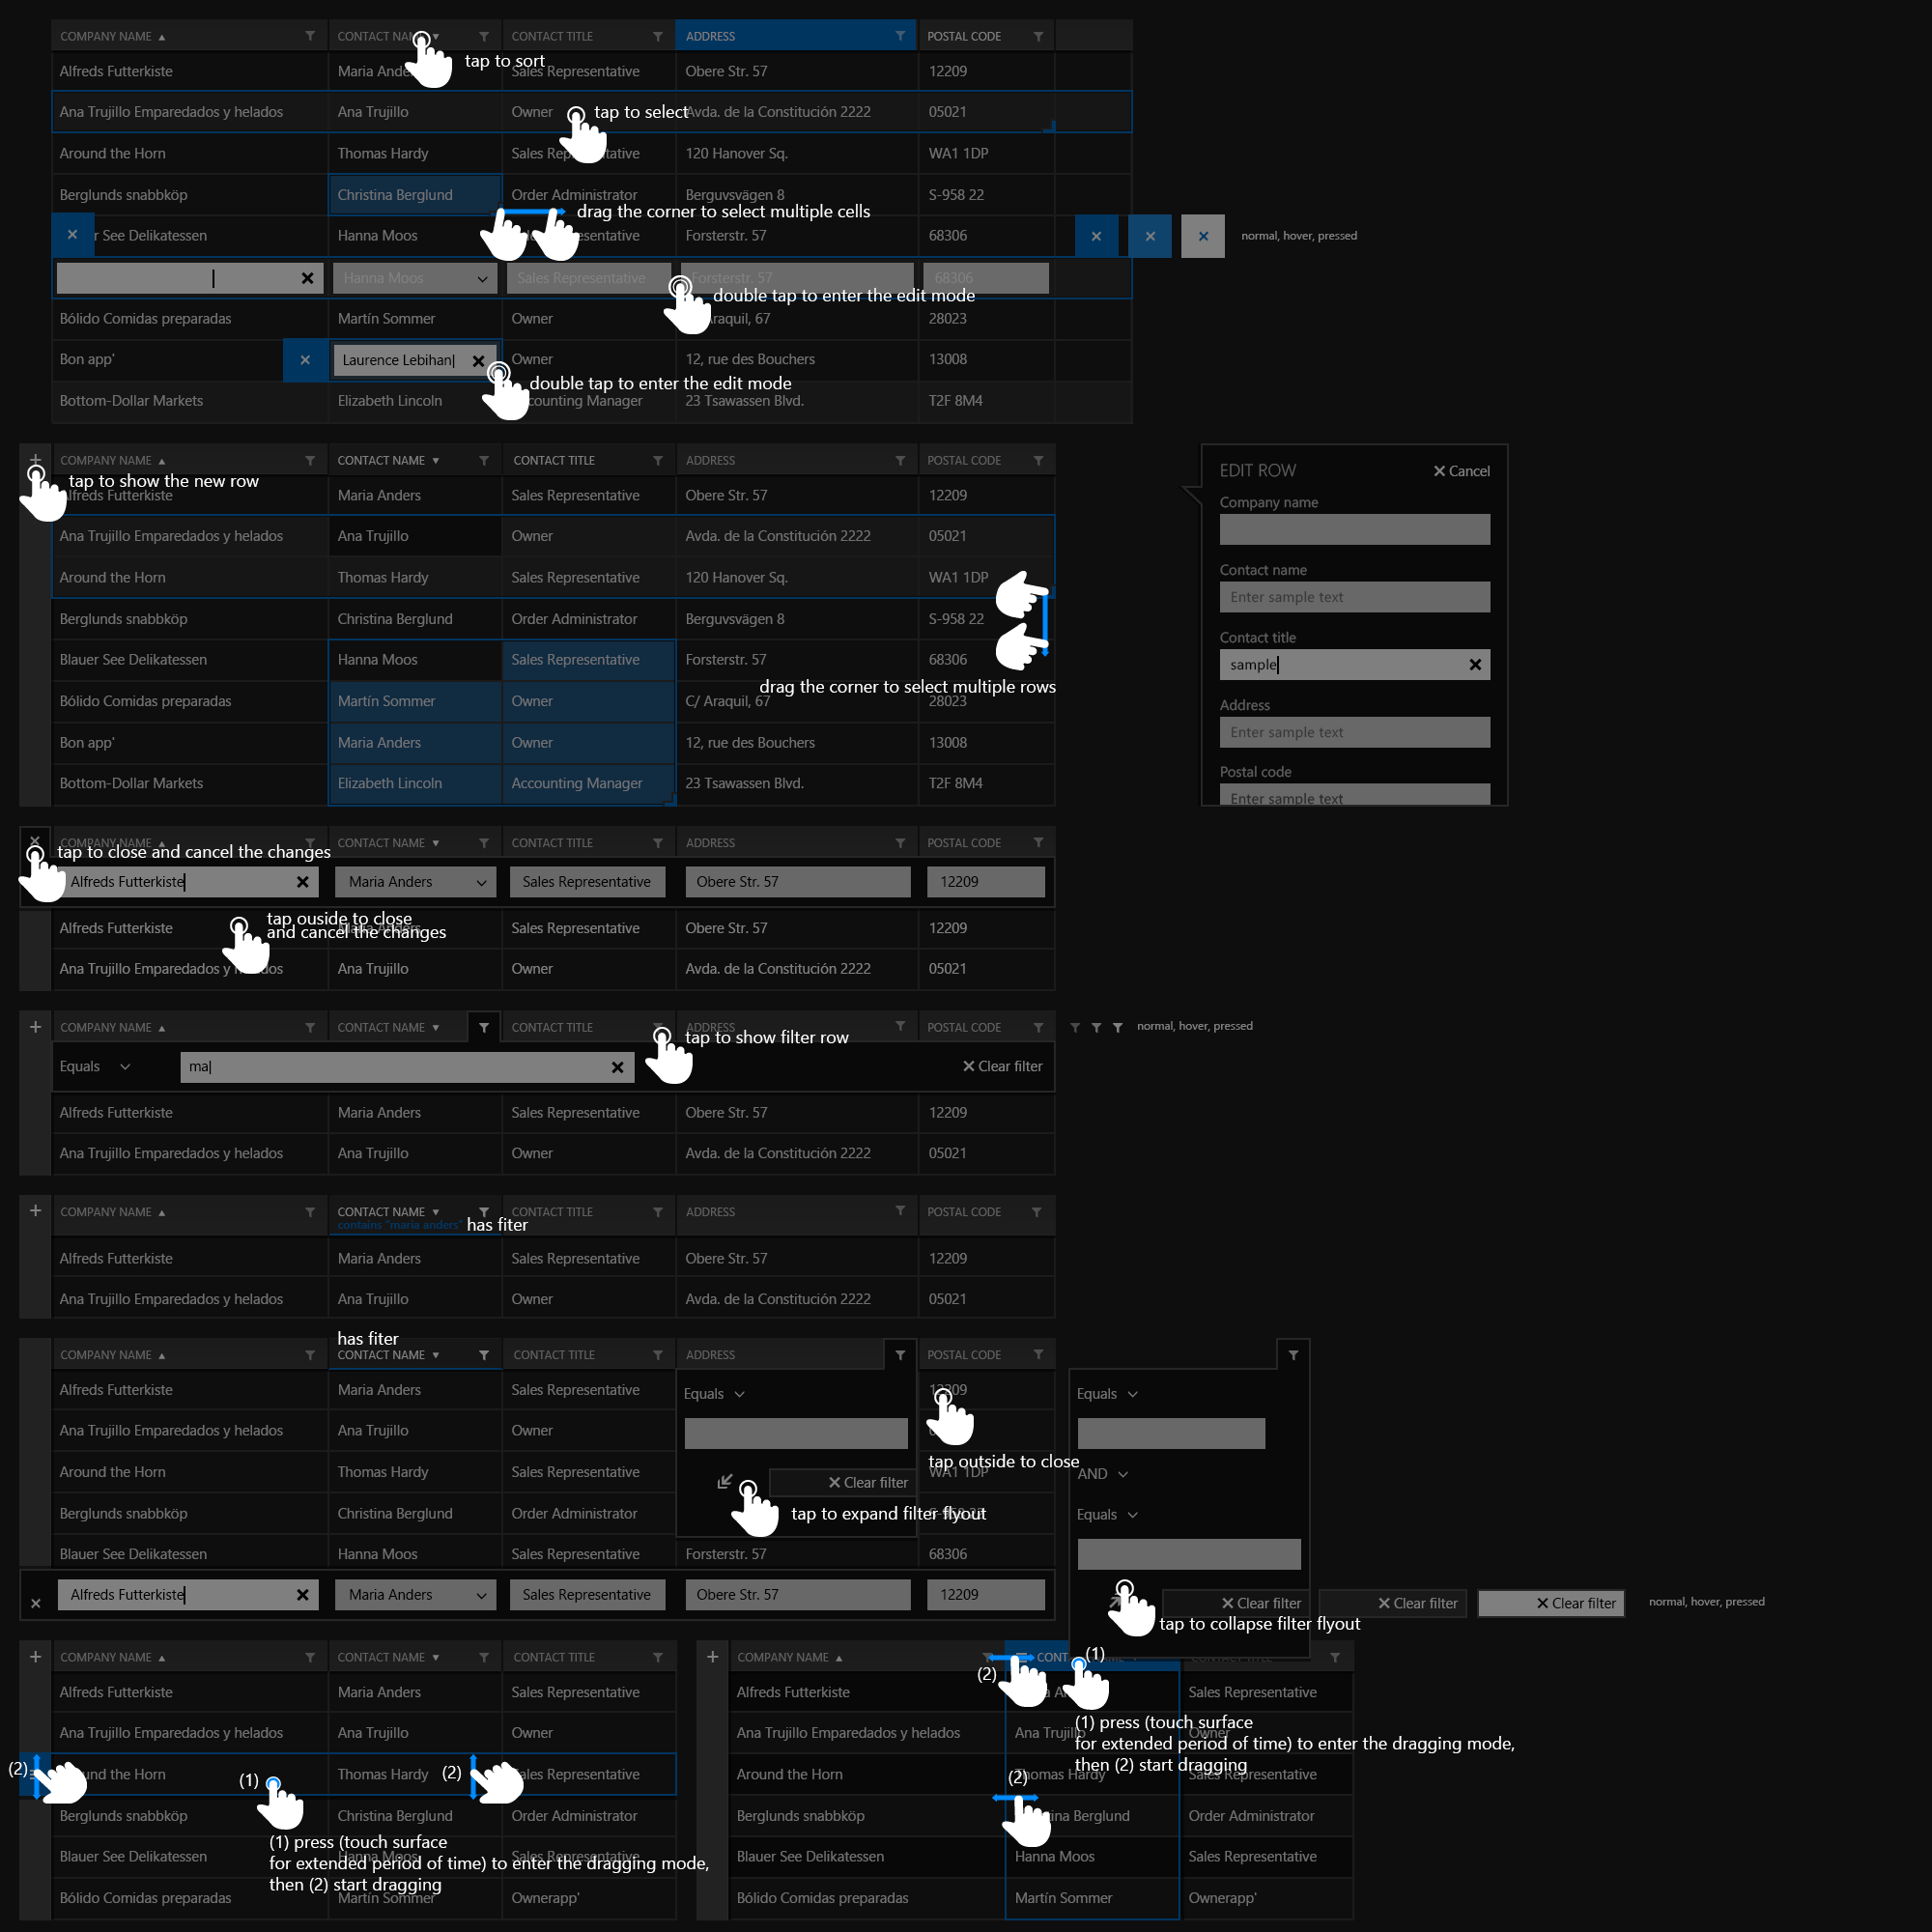 COMPANY NAME CONTACT NAME CONTACT TITLE ADDRESS POSTAL CODE
tap to sort
Alfreds Futterkiste Maria Ande Sales Representative Obere Str. 57 12209
Ana Trujillo Emparedados y helados Ana Trujillo Owner tap to select Avda. de la Constitución 2222 05021
Around the Horn Thomas Hardy Sales Representative 120 Hanover Sq. WA1 1DP
Berglunds snabbköp Christina Berglund Order Administrator Berguvsvägen 8 S-958 22
drag the corner to select multiple cells
r See Delikatessen Hanna Moos Forsterstr. 57 68306 normal, hover, pressed
Hanna Moos Sales Representative Forsterstr. 57 68306
double tap to enter the edit mode
Bólido Comidas preparadas Martín Sommer Owner Araquil, 67 28023
Bon app' Laurence Lebihan Owner 12, rue des Bouchers 13008
double tap to enter the edit mode
Bottom-Dollar Markets Elizabeth Lincoln counting Manager 23 Tsawassen Blvd. T2F 8M4
+ COMPANY NAME CONTACT NAME CONTACT TITLE ADDRESS POSTAL CODE
tap to show the new row
Alfreds Futterkiste Maria Anders Sales Representative Obere Str. 57 12209
Ana Trujillo Emparedados y helados Ana Trujillo Owner Avda. de la Constitución 2222 05021
Around the Horn Thomas Hardy Sales Representative 120 Hanover Sq. WA1 1DP
Berglunds snabbköp Christina Berglund Order Administrator Berguvsvägen 8 S-958 22
Blauer See Delikatessen Hanna Moos Sales Representative Forsterstr. 57 68306
drag the corner to select multiple rows
Bólido Comidas preparadas Martín Sommer Owner C/ Araquil, 67 28023
Bon app' Maria Anders Owner 12, rue des Bouchers 13008
Bottom-Dollar Markets Elizabeth Lincoln Accounting Manager 23 Tsawassen Blvd. T2F 8M4
EDIT ROW Cancel
Company name
Contact name
Enter sample text
Contact title
sample
Address
Enter sample text
Postal code
Enter sample text
COMPANY NAME CONTACT NAME CONTACT TITLE ADDRESS POSTAL CODE
tap to close and cancel the changes
Alfreds Futterkiste Maria Anders Sales Representative Obere Str. 57 12209
tap ouside to close
and cancel the changes
Alfreds Futterkiste Maria Anders Sales Representative Obere Str. 57 12209
Ana Trujillo Emparedados y helados Ana Trujillo Owner Avda. de la Constitución 2222 05021
+ COMPANY NAME CONTACT NAME CONTACT TITLE ADDRESS POSTAL CODE normal, hover, pressed
tap to show filter row
Equals ma Clear filter
Alfreds Futterkiste Maria Anders Sales Representative Obere Str. 57 12209
Ana Trujillo Emparedados y helados Ana Trujillo Owner Avda. de la Constitución 2222 05021
+ COMPANY NAME CONTACT NAME CONTACT TITLE ADDRESS POSTAL CODE
contains "maria anders" has fiter
Alfreds Futterkiste Maria Anders Sales Representative Obere Str. 57 12209
Ana Trujillo Emparedados y helados Ana Trujillo Owner Avda. de la Constitución 2222 05021
has fiter
COMPANY NAME CONTACT NAME CONTACT TITLE ADDRESS POSTAL CODE
Alfreds Futterkiste Maria Anders Sales Representative Equals 12209
Ana Trujillo Emparedados y helados Ana Trujillo Owner
tap outside to close
Around the Horn Thomas Hardy Sales Representative WA1 1DP
Clear filter
Berglunds snabbköp Christina Berglund Order Administrator S-958 22
tap to expand filter flyout
Blauer See Delikatessen Hanna Moos Sales Representative Forsterstr. 57 68306
Alfreds Futterkiste Maria Anders Sales Representative Obere Str. 57 12209
Equals
AND
Equals
Clear filter Clear filter Clear filter normal, hover, pressed
tap to collapse filter flyout
+ COMPANY NAME CONTACT NAME CONTACT TITLE
Alfreds Futterkiste Maria Anders Sales Representative
Ana Trujillo Emparedados y helados Ana Trujillo Owner
(2) und the Horn (1) Thomas Hardy (2) Sales Representative
Berglunds snabbköp Christina Berglund Order Administrator
(1) press (touch surface
for extended period of time) to enter the dragging mode,
then (2) start dragging
Blauer See Delikatessen Hanna Moos Sales Representative
Bólido Comidas preparadas Martín Sommer Ownerapp'
+ COMPANY NAME CONT CONTACT TITLE
(2) (1)
Alfreds Futterkiste Sales Representative
Ana Trujillo Emparedados y helados Ana Trujillo Owner
(1) press (touch surface
for extended period of time) to enter the dragging mode,
then (2) start dragging
Around the Horn Thomas Hardy Sales Representative
(2)
Berglunds snabbköp tina Berglund Order Administrator
Blauer See Delikatessen Hanna Moos Sales Representative
Bólido Comidas preparadas Martín Sommer Ownerapp'